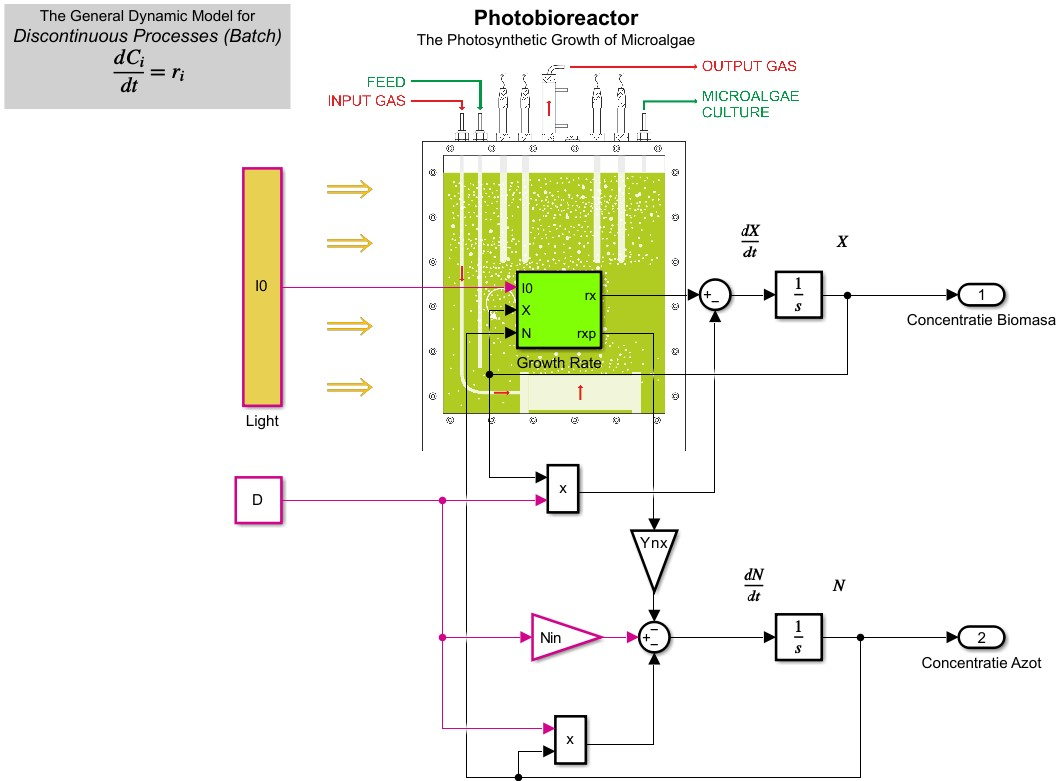 The General Dynamic Model for
Discontinuous Processes (Batch)
dCi
dt
= ri
Photobioreactor
The Photosynthetic Growth of Microalgae
FEED
INPUT GAS
OUTPUT GAS
MICROALGAE
CULTURE
I0
Light
I0
X
N
rx
rxp
Growth Rate
+
−
dX
dt
X
1
s
1
Concentratie Biomasa
D
x
Ynx
Nin
−
+
−
dN
dt
N
1
s
2
Concentratie Azot
x